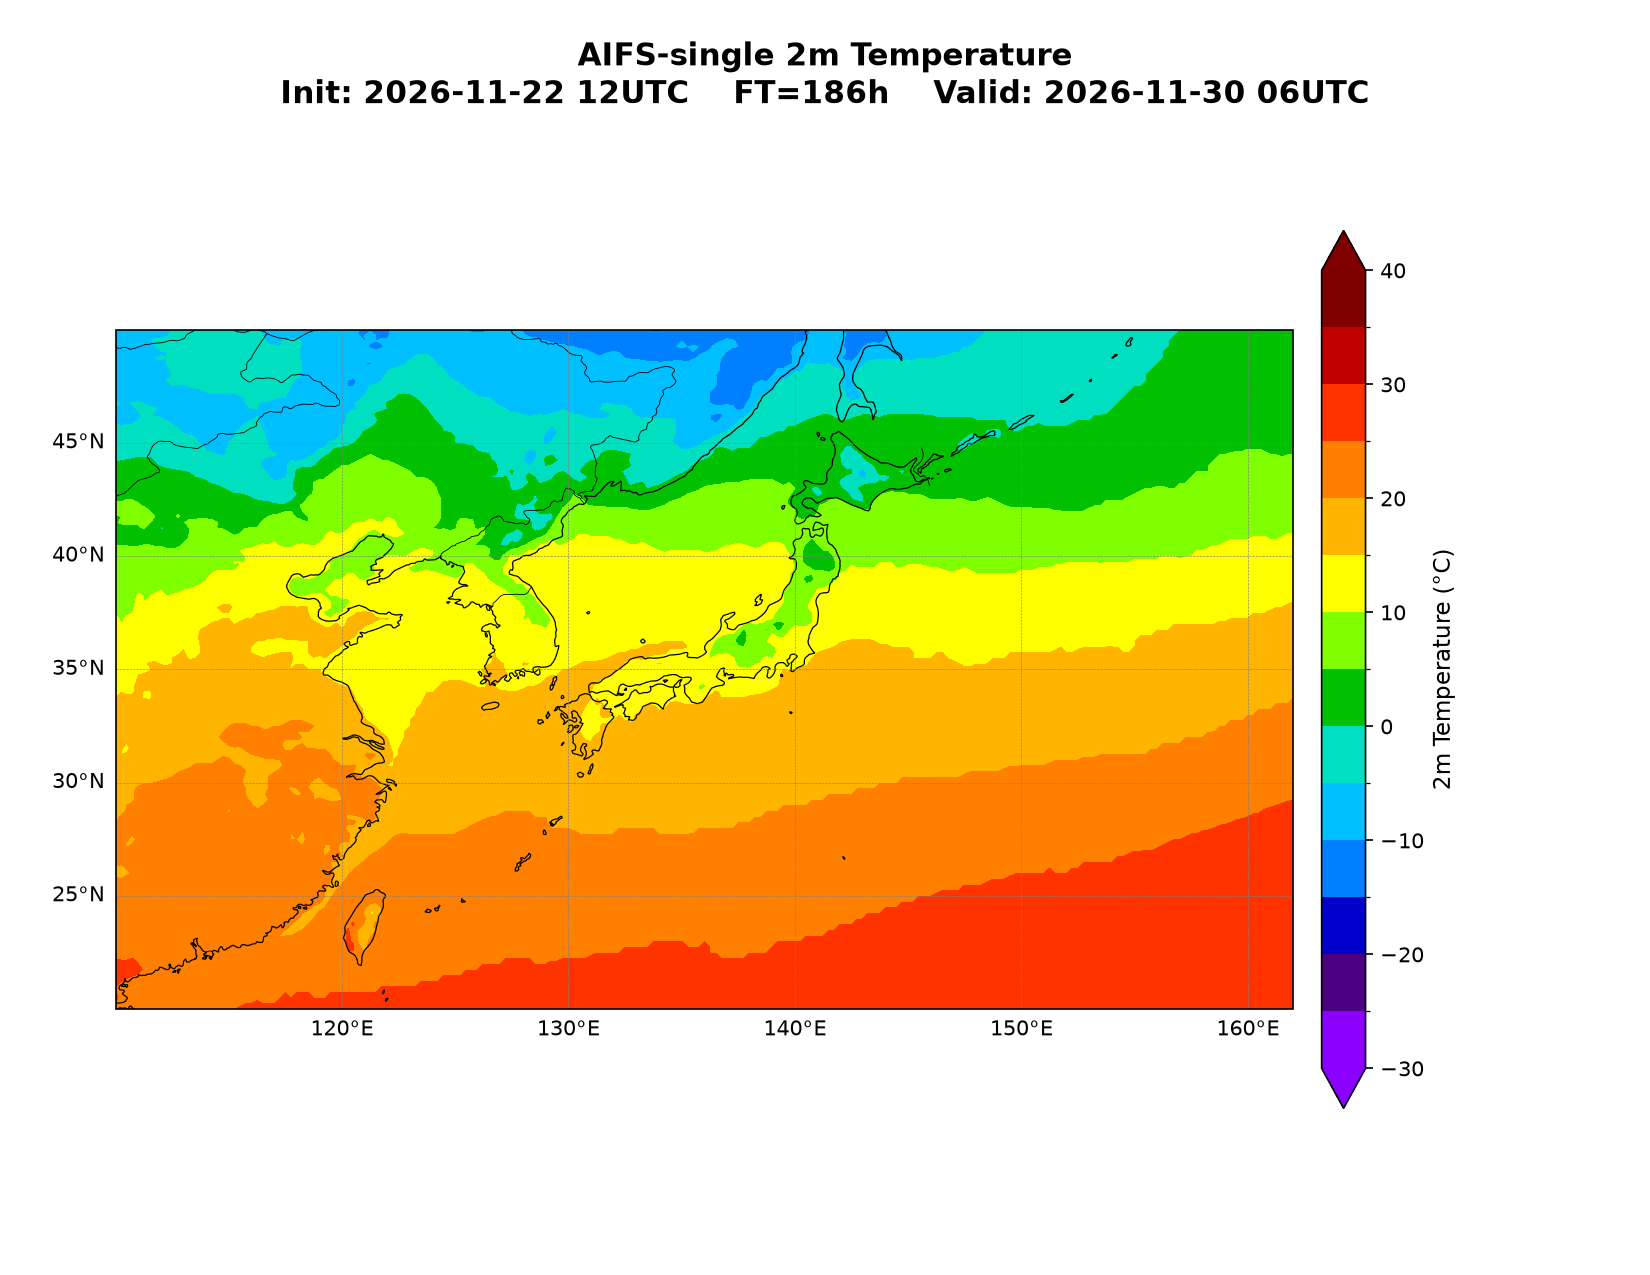 AIFS-single 2m Temperature
Init: 2026-11-22 12UTC    FT=186h    Valid: 2026-11-30 06UTC
45°N
40°N
35°N
30°N
25°N
120°E
130°E
140°E
150°E
160°E
40
30
20
10
0
−10
−20
−30
2m Temperature (°C)